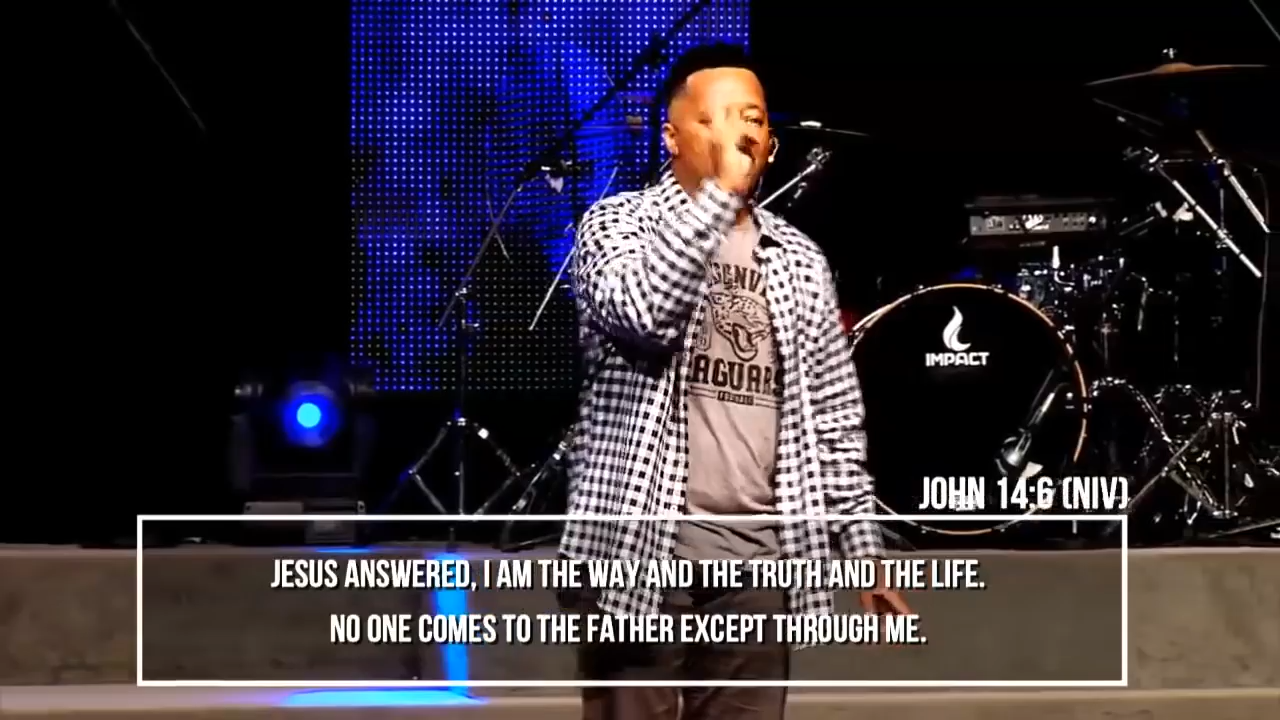 AGUARS
IMPACT
JOHN 14:6 (NIV)
JESUS ANSWERED, I AM THE WAY AND THE TRUTH AND THE LIFE.
NO ONE COMES TO THE FATHER EXCEPT THROUGH ME.